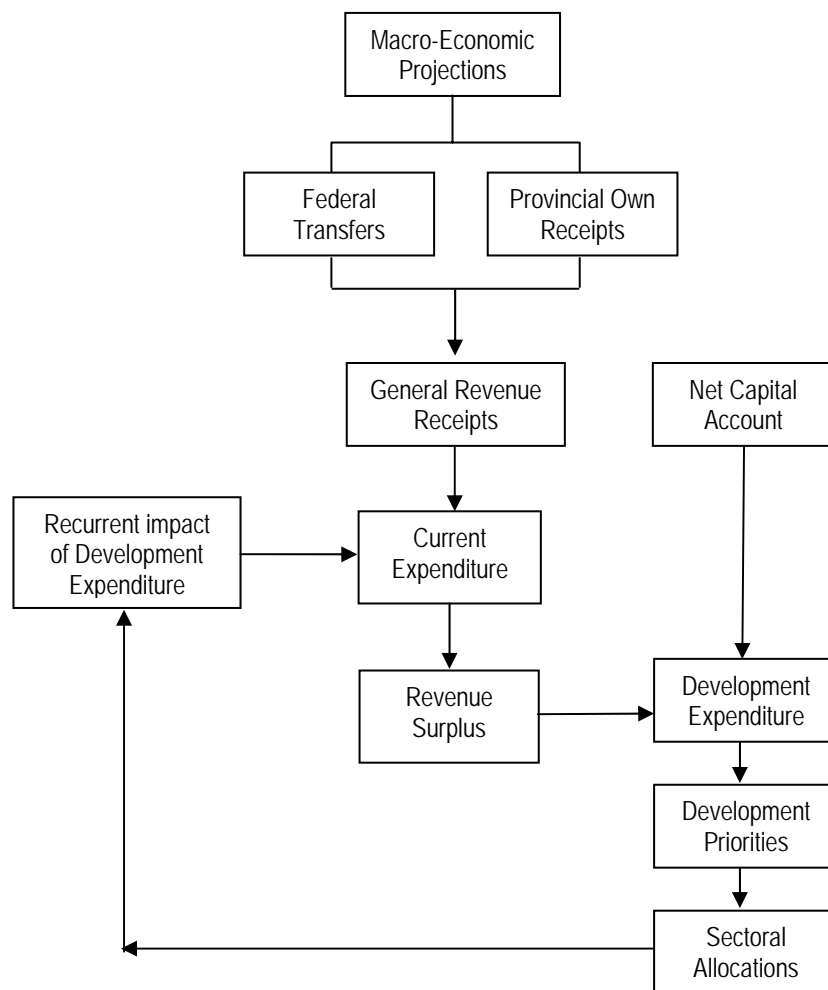 Macro-Economic
Projections
Federal
Transfers
Provincial Own
Receipts
General Revenue
Receipts
Net Capital
Account
Recurrent impact
of Development
Expenditure
Current
Expenditure
Revenue
Surplus
Development
Expenditure
Development
Priorities
Sectoral
Allocations